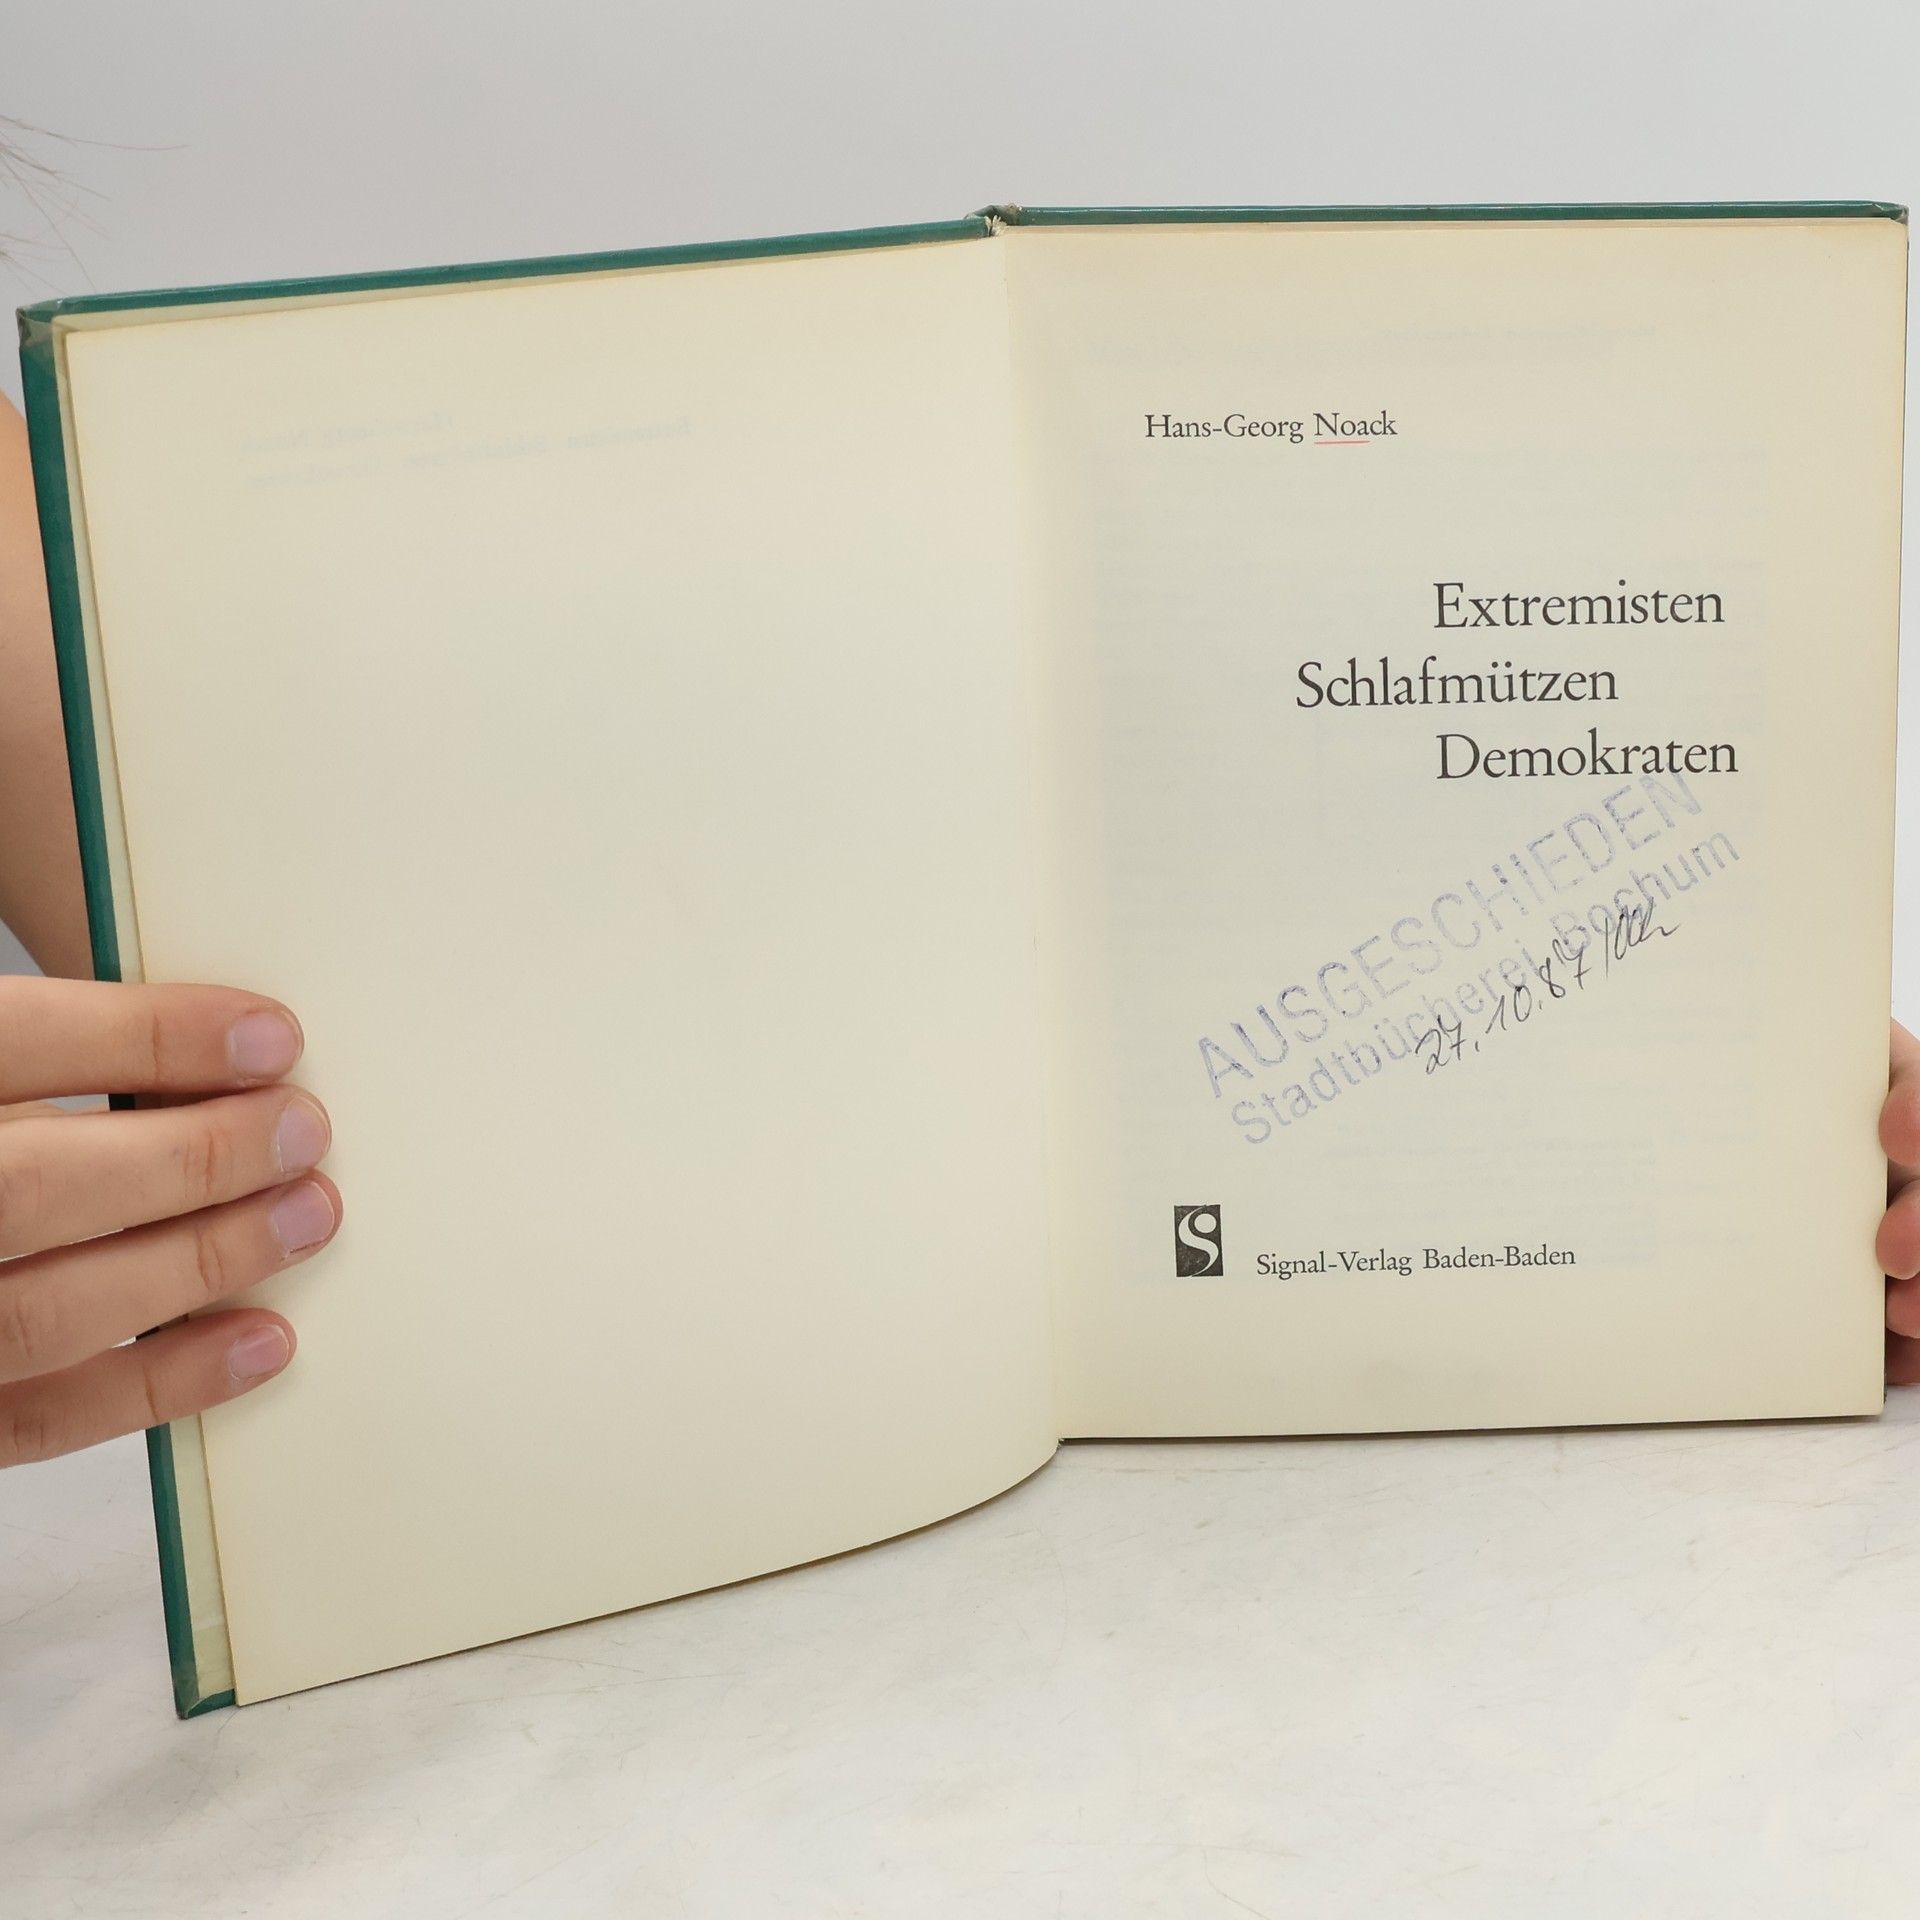 Hans-Georg Noack
Extremisten
Schlafmützen
Demokraten
AUSGESCHIEDEN
Stadtbücherei Bochum
27.10.87
Signal-Verlag Baden-Baden